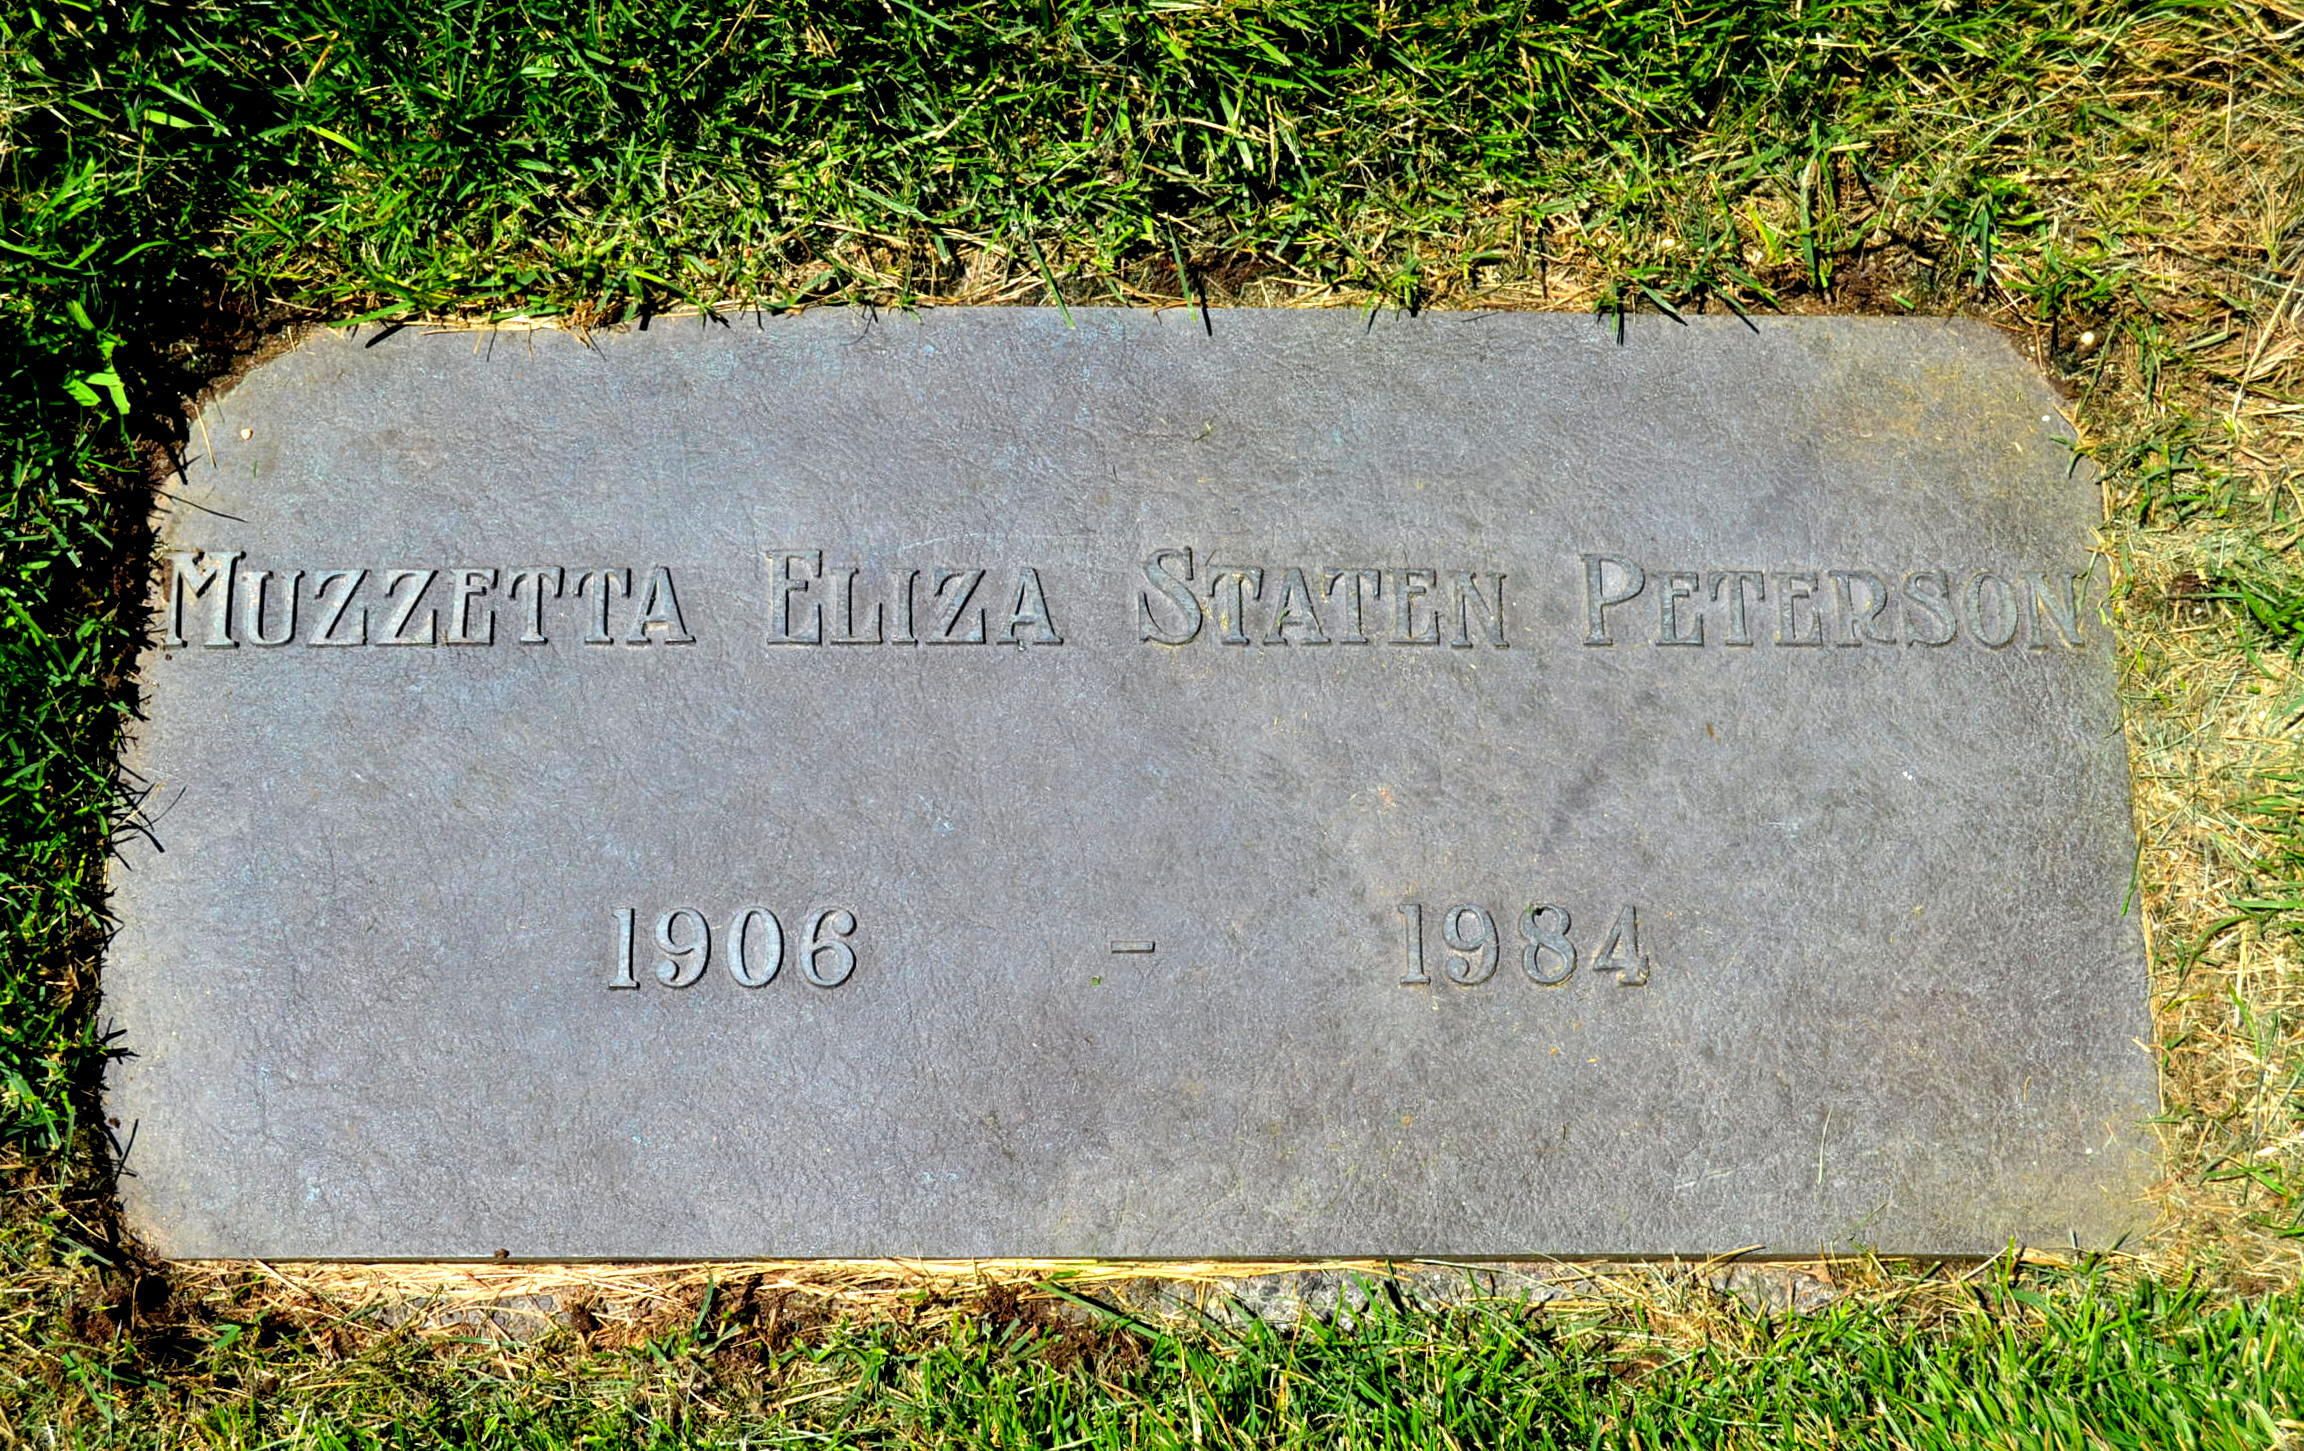 MUZZETTA ELIZA STATEN PETERSON
1906 - 1984